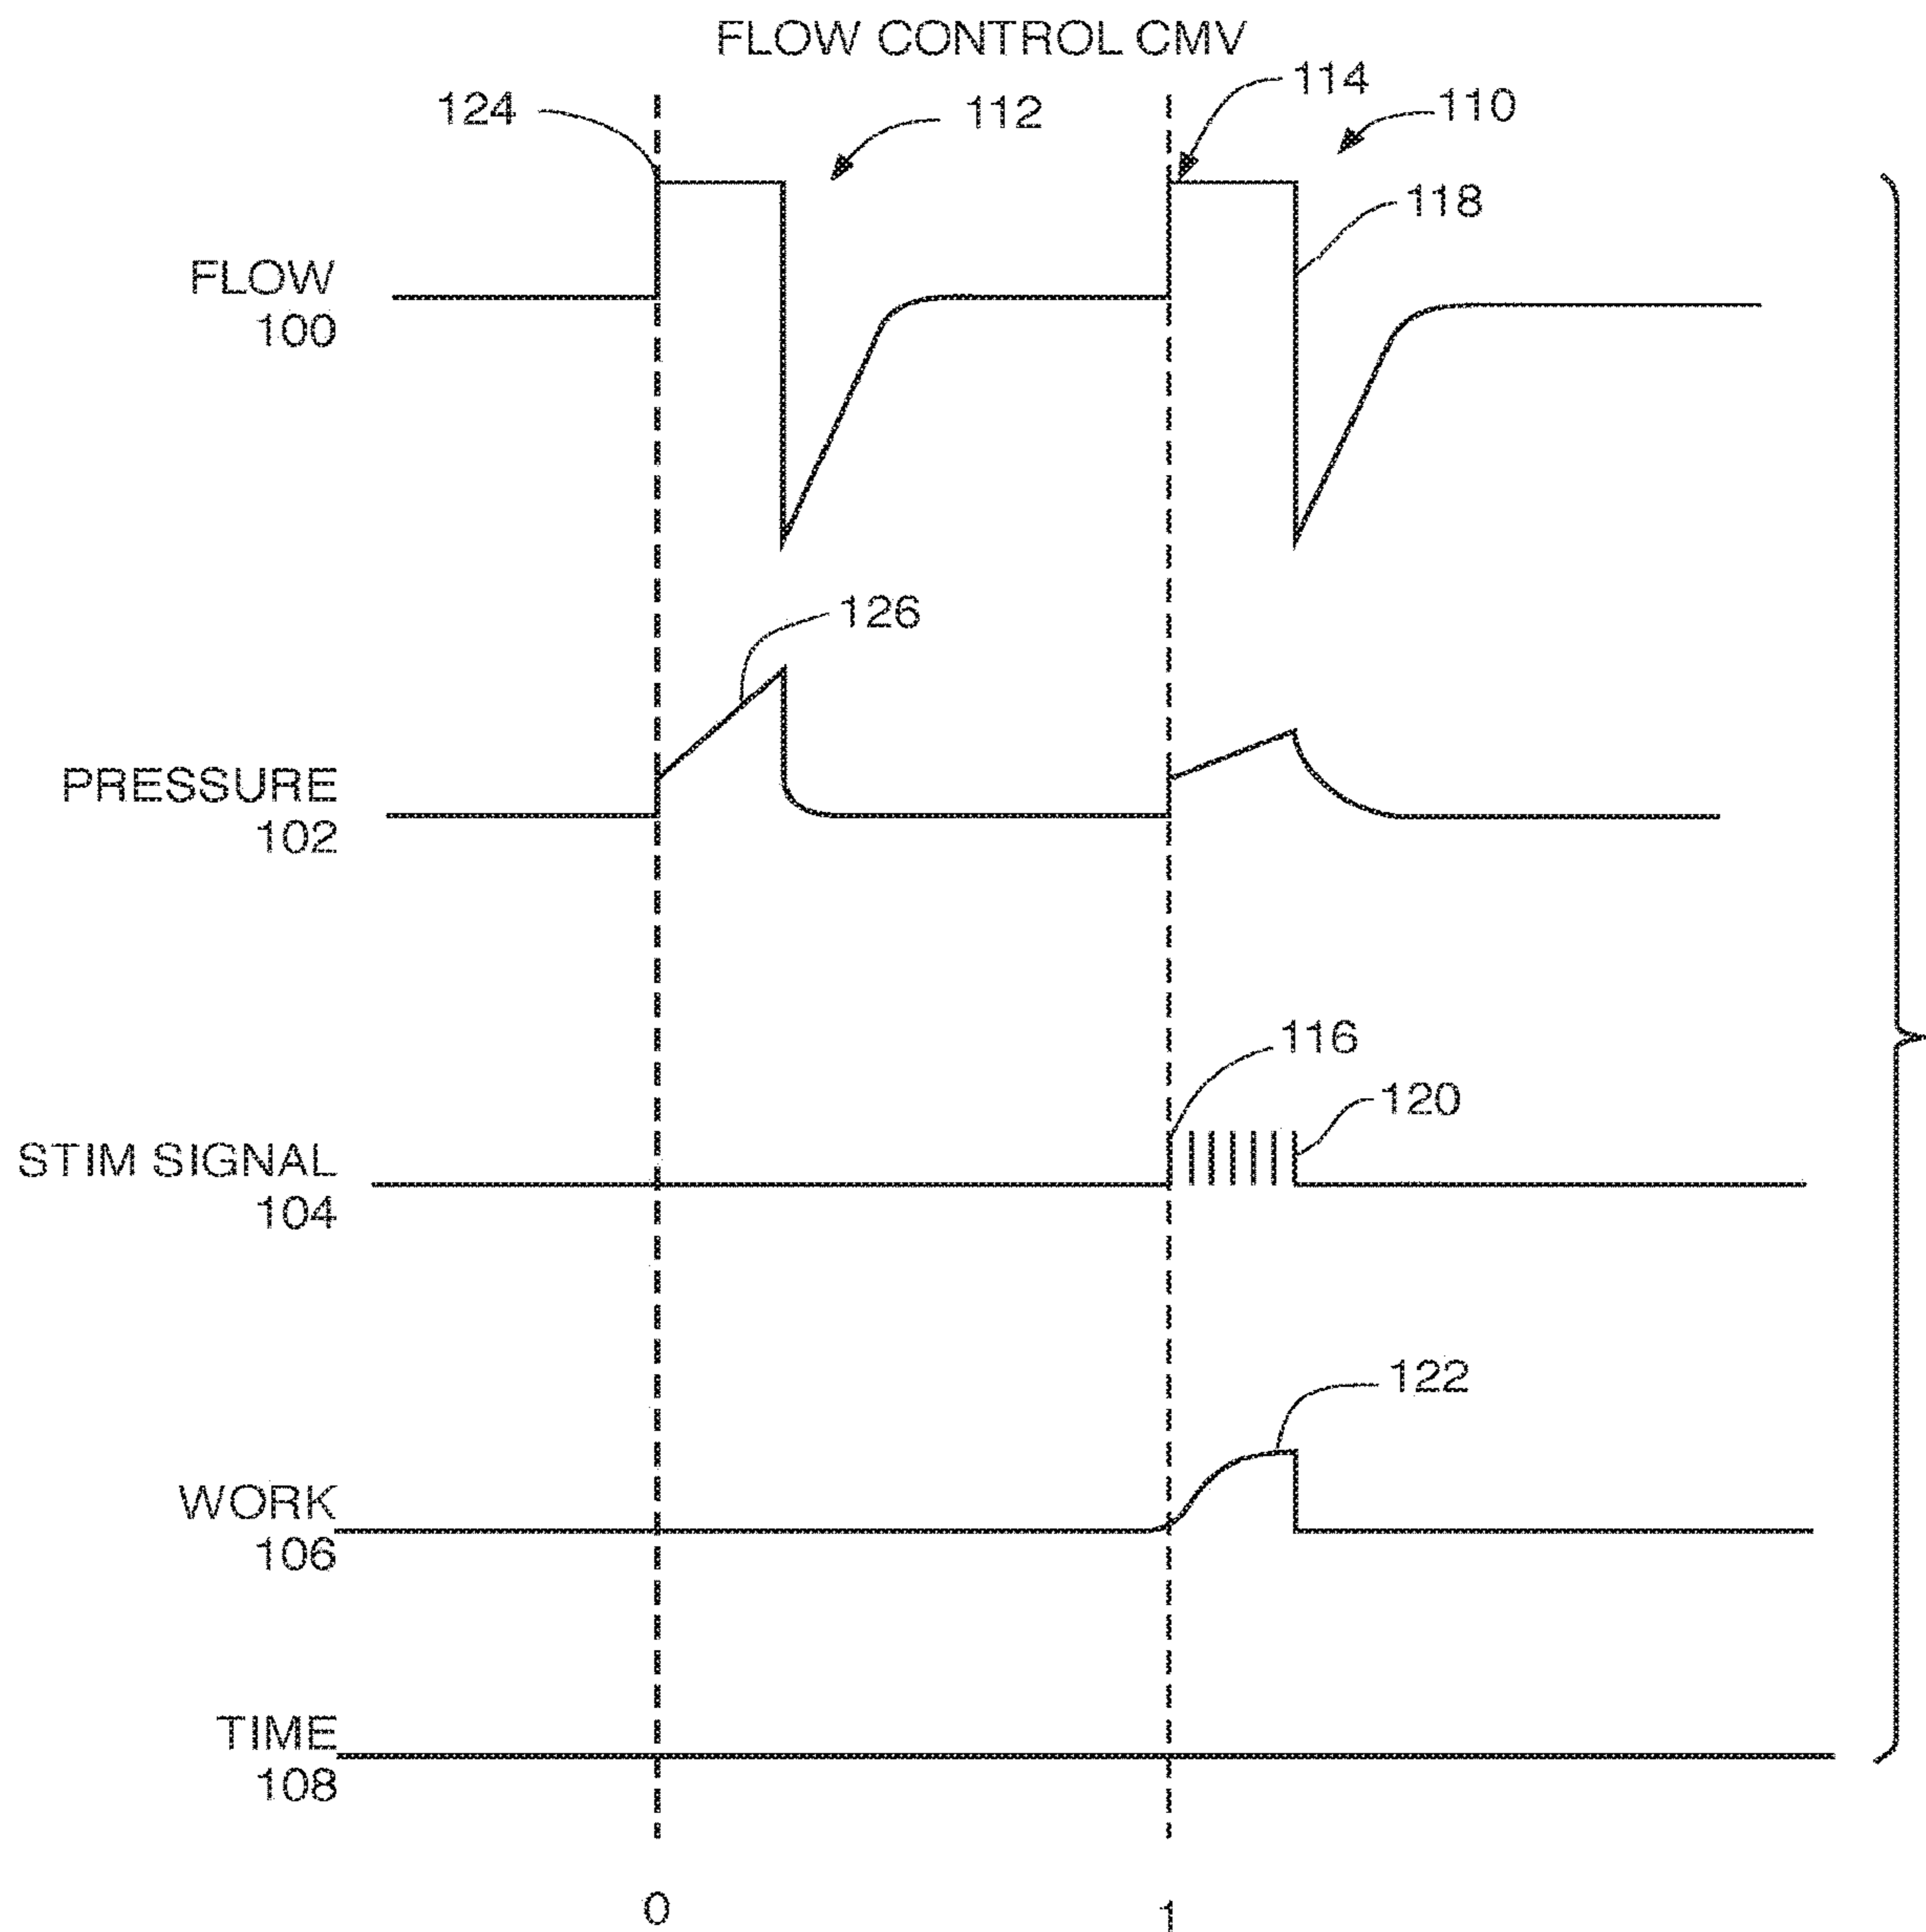 FLOW CONTROL CMV
124
112
114
110
118
FLOW
100
126
PRESSURE
102
116
120
STIM SIGNAL
104
122
WORK
106
TIME
108
0
1